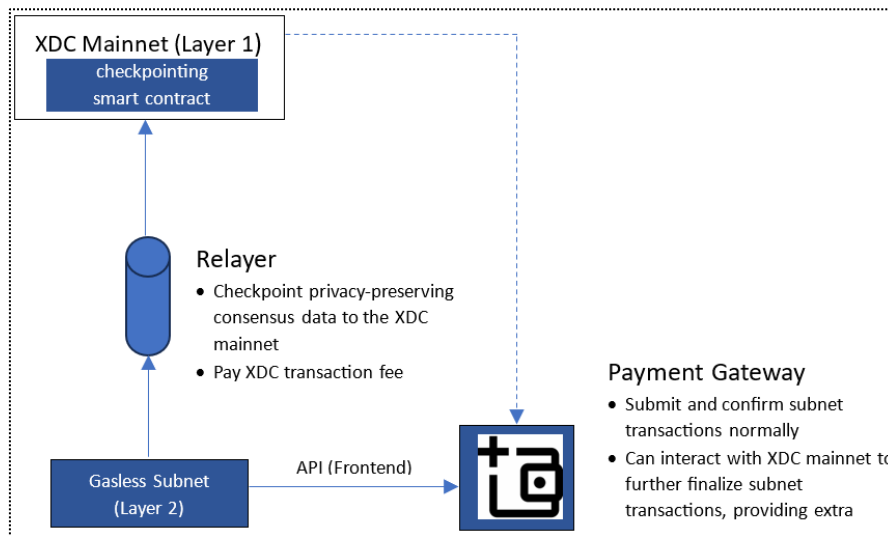 XDC Mainnet (Layer 1)
checkpointing
smart contract
Relayer
• Checkpoint privacy-preserving
consensus data to the XDC
mainnet
• Pay XDC transaction fee
Payment Gateway
• Submit and confirm subnet
transactions normally
• Can interact with XDC mainnet to
further finalize subnet
transactions, providing extra
API (Frontend)
Gasless Subnet
(Layer 2)